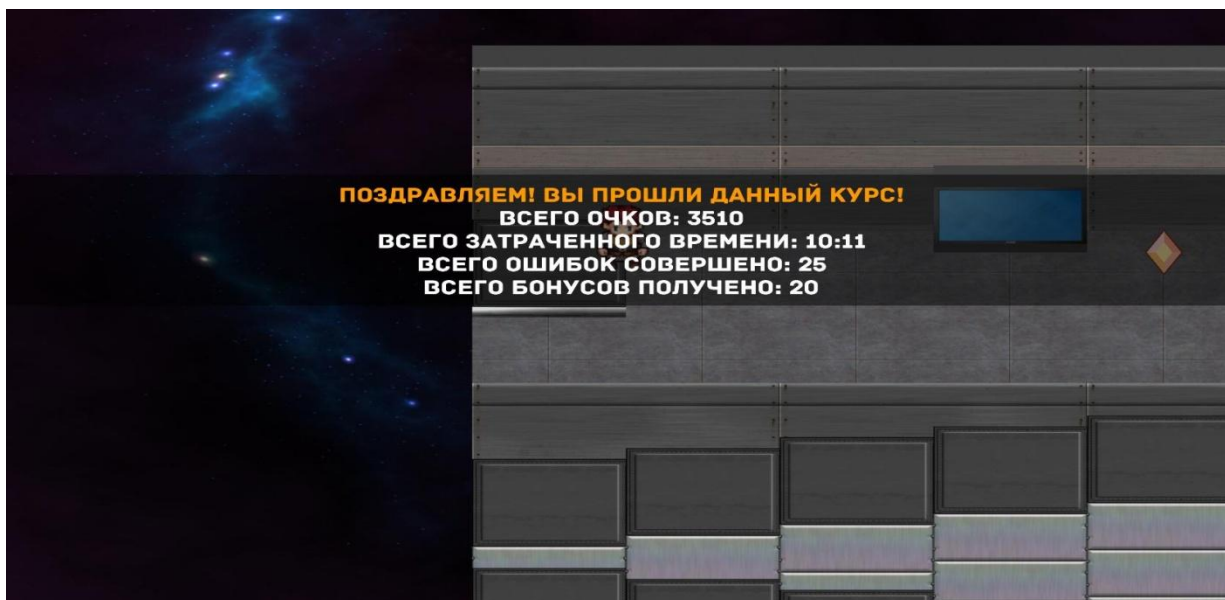 ПОЗДРАВЛЯЕМ! ВЫ ПРОШЛИ ДАННЫЙ КУРС!
ВСЕГО ОЧКОВ: 3510
ВСЕГО ЗАТРАЧЕННОГО ВРЕМЕНИ: 10:11
ВСЕГО ОШИБОК СОВЕРШЕНО: 25
ВСЕГО БОНУСОВ ПОЛУЧЕНО: 20